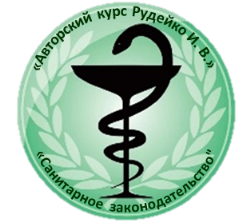 «Авторский курс Рудейко И. В.»
«Санитарное законодательство"